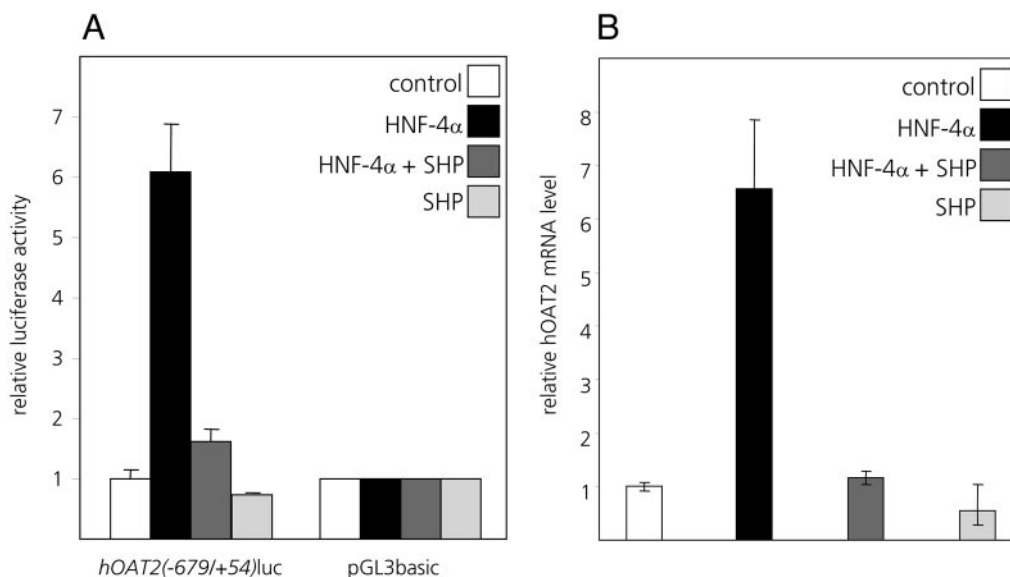 A
control
HNF-4α
HNF-4α + SHP
SHP
7
6
5
4
3
2
1
relative luciferase activity
hOAT2(-679/+54)luc
pGL3basic
B
control
HNF-4α
HNF-4α + SHP
SHP
8
7
6
5
4
3
2
1
relative hOAT2 mRNA level